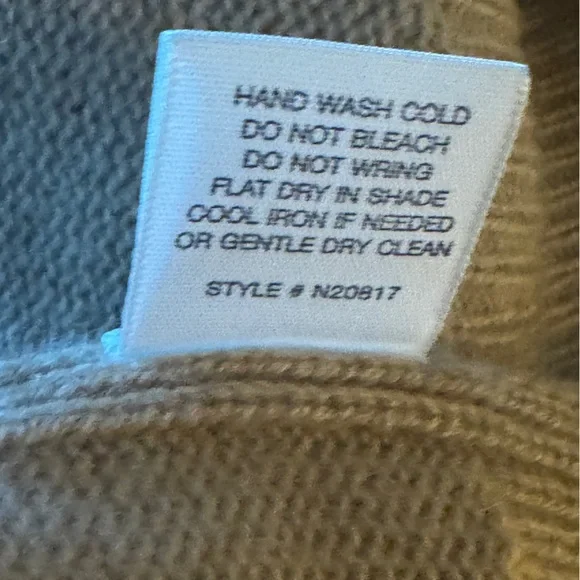 HAND WASH COLD
DO NOT BLEACH
DO NOT WRING
FLAT DRY IN SHADE
COOL IRON IF NEEDED
OR GENTLE DRY CLEAN
STYLE # N20817